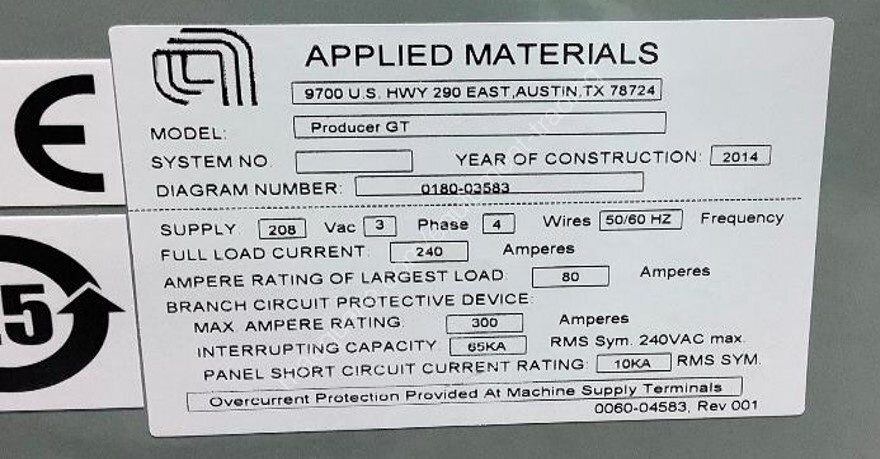 APPLIED MATERIALS
9700 U.S. HWY 290 EAST,AUSTIN,TX 78724
MODEL: Producer GT
SYSTEM NO YEAR OF CONSTRUCTION: 2014
DIAGRAM NUMBER: 0180-03583
SUPPLY 208 Vac 3 Phase 4 Wires 50/60 HZ Frequency
FULL LOAD CURRENT: 240 Amperes
AMPERE RATING OF LARGEST LOAD: 80 Amperes
BRANCH CIRCUIT PROTECTIVE DEVICE:
MAX. AMPERE RATING. 300 Amperes
INTERRUPTING CAPACITY 65KA RMS Sym. 240VAC max.
PANEL SHORT CIRCUIT CURRENT RATING: 10KA RMS SYM.
Overcurrent Protection Provided At Machine Supply Terminals
0060-04583, Rev 001
CE